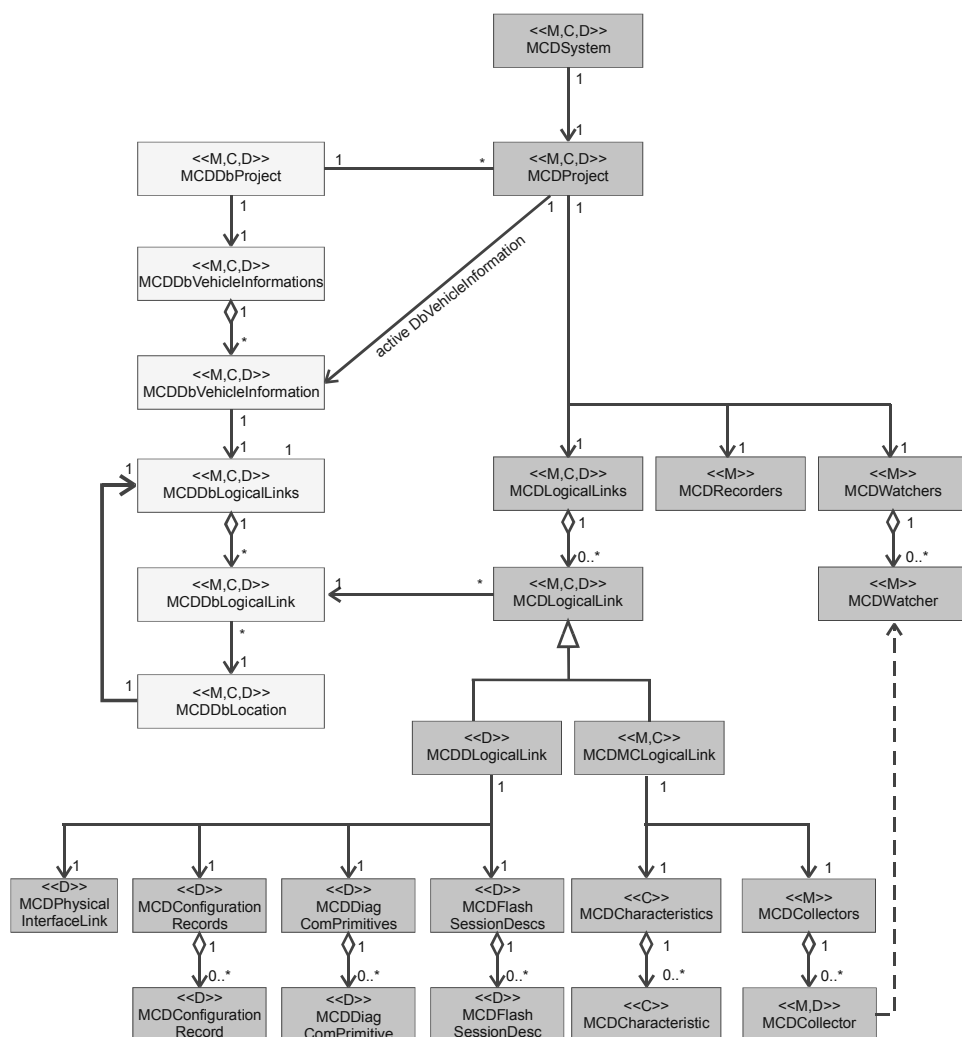 <<M,C,D>>
MCDSystem
1
1
<<M,C,D>>
MCDDbProject
1
*
<<M,C,D>>
MCDProject
1
1
1
1
<<M,C,D>>
MCDDbVehicleInformations
1
*
active DbVehicleInformation
<<M,C,D>>
MCDDbVehicleInformation
1
1
1
1
1
1
1
<<M,C,D>>
MCDDbLogicalLinks
<<M,C,D>>
MCDLogicalLinks
<<M>>
MCDRecorders
<<M>>
MCDWatchers
1
1
1
*
0..*
0..*
<<M,C,D>>
MCDDbLogicalLink
1
*
<<M,C,D>>
MCDLogicalLink
<<M>>
MCDWatcher
*
1
1
<<M,C,D>>
MCDDbLocation
<<D>>
MCDDLogicalLink
<<M,C>>
MCDMCLogicalLink
1
1
1
1
1
1
1
1
<<D>>
MCDPhysical
InterfaceLink
<<D>>
MCDConfiguration
Records
<<D>>
MCDDiag
ComPrimitives
<<D>>
MCDFlash
SessionDescs
<<C>>
MCDCharacteristics
<<M>>
MCDCollectors
1
1
1
1
1
0..*
0..*
0..*
0..*
0..*
<<D>>
MCDConfiguration
Record
<<D>>
MCDDiag
ComPrimitive
<<D>>
MCDFlash
SessionDesc
<<C>>
MCDCharacteristic
<<M,D>>
MCDCollector